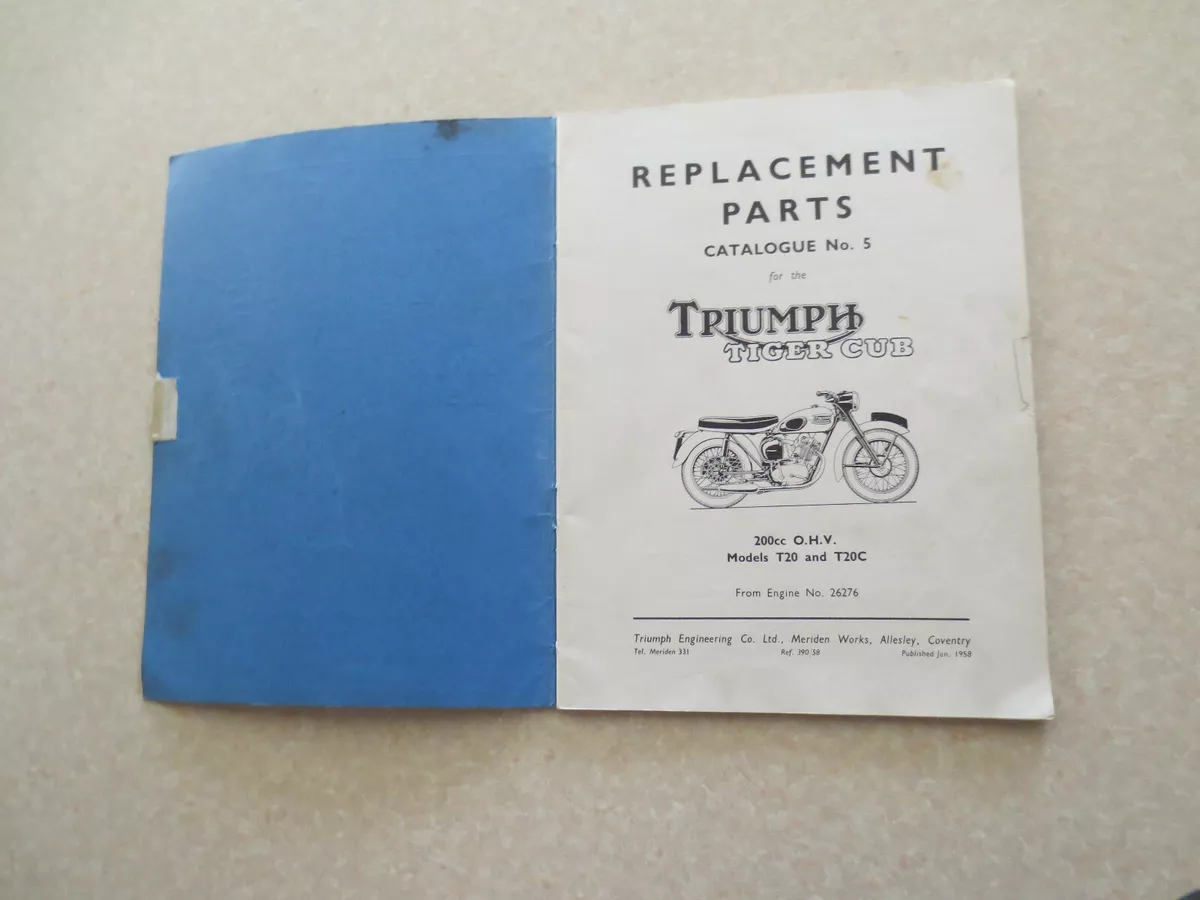 REPLACEMENT
PARTS
CATALOGUE No. 5
for the
TRIUMPH
TIGER CUB
200cc O.H.V.
Models T20 and T20C
From Engine No. 26276
Triumph Engineering Co. Ltd., Meriden Works, Allesley, Coventry
Tel. Meriden 331 Ref. 390/58 Published Jan. 1958